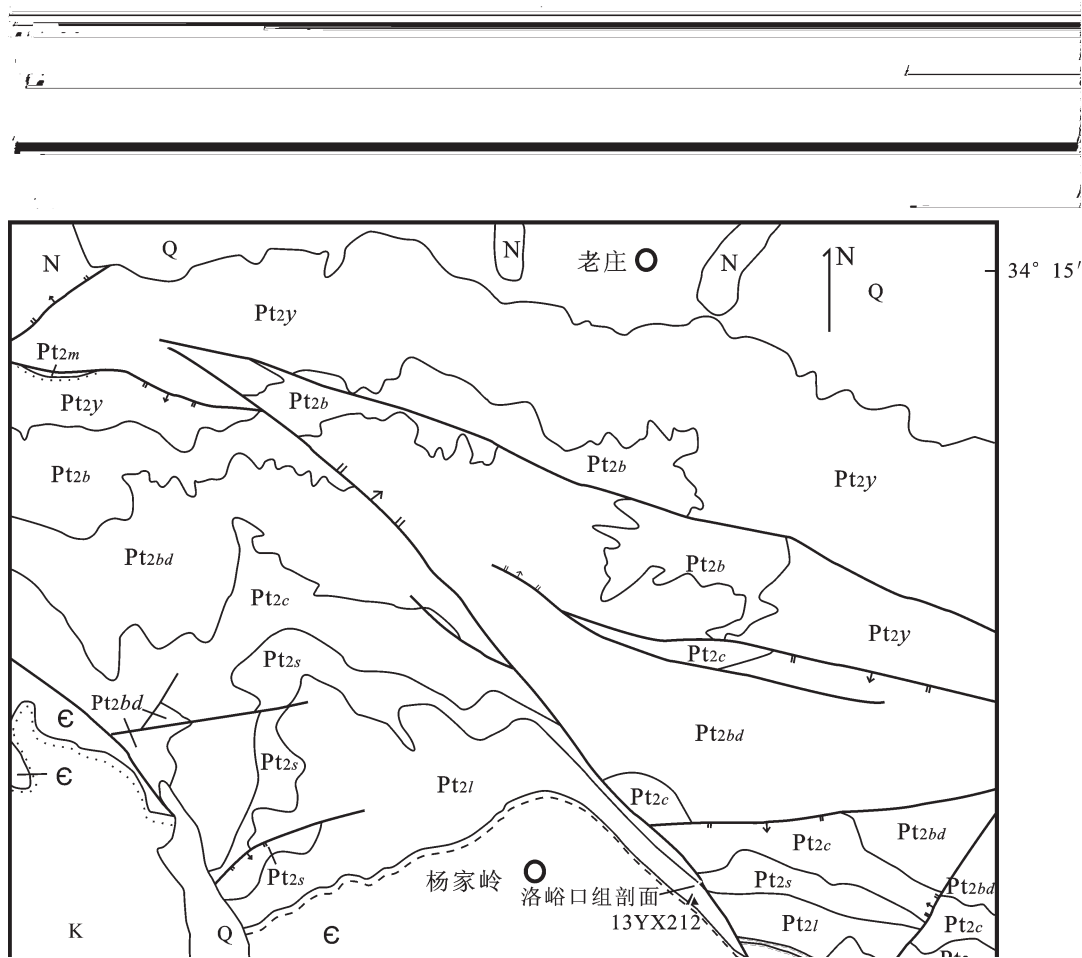 Q
N
N
老庄
N
N
Q
34° 15′
Pt2y
Pt2m
Pt2y
Pt2b
Pt2b
Pt2b
Pt2y
Pt2bd
Pt2b
Pt2c
Pt2y
Pt2s
Pt2c
Pt2bd
Є
Pt2bd
Pt2s
Є
Pt2l
Pt2c
Pt2c
Pt2bd
杨家岭
Pt2s
Pt2s
Pt2bd
洛峪口组剖面
13YX212
Pt2l
Pt2c
K
Q
Є